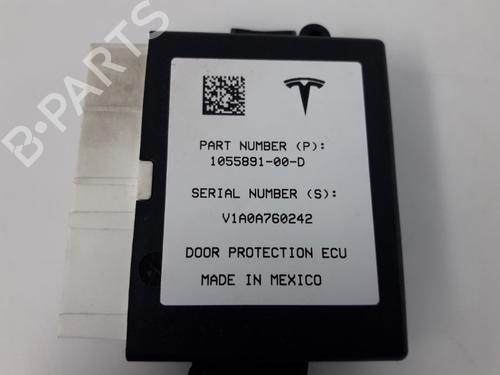 B-PARTS
PART NUMBER (P):
1055891-00-D
SERIAL NUMBER (S):
V1A0A760242
DOOR PROTECTION ECU
MADE IN MEXICO